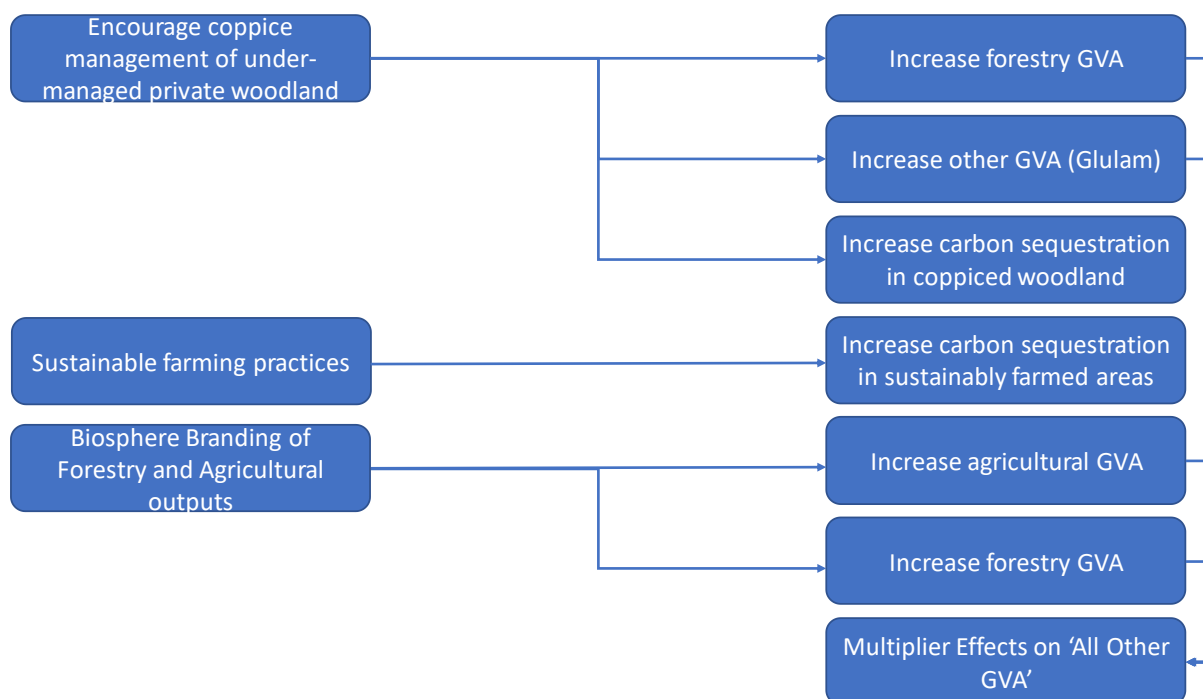 Encourage coppice
management of under-
managed private woodland
Increase forestry GVA
Increase other GVA (Glulam)
Increase carbon sequestration
in coppiced woodland
Sustainable farming practices
Increase carbon sequestration
in sustainably farmed areas
Biosphere Branding of
Forestry and Agricultural
outputs
Increase agricultural GVA
Increase forestry GVA
Multiplier Effects on ‘All Other
GVA’